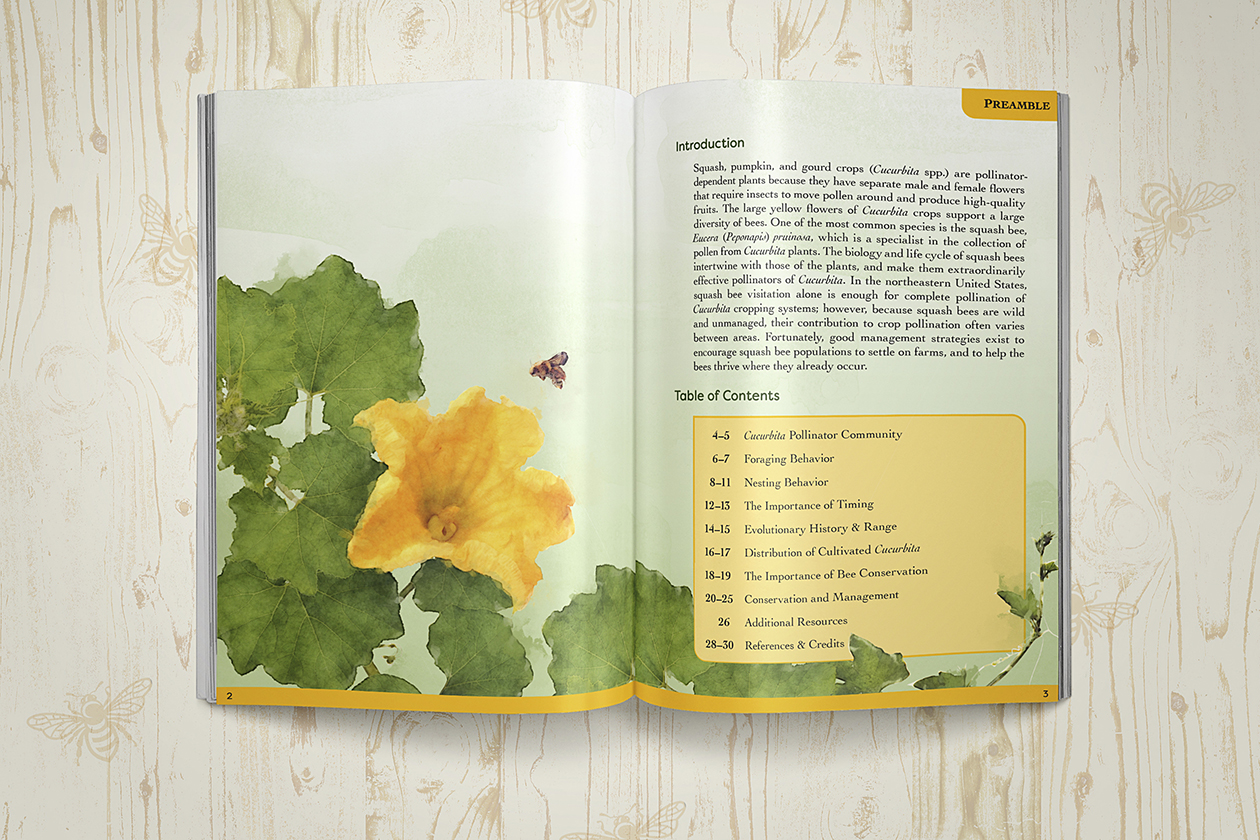 PREAMBLE
Introduction
Squash, pumpkin, and gourd crops (Cucurbita spp.) are pollinator-
dependent plants because they have separate male and female flowers
that require insects to move pollen around and produce high-quality
fruits. The large yellow flowers of Cucurbita crops support a large
diversity of bees. One of the most common species is the squash bee,
Eucera (Peponapis) pruinosa, which is a specialist in the collection of
pollen from Cucurbita plants. The biology and life cycle of squash bees
intertwine with those of the plants, and make them extraordinarily
effective pollinators of Cucurbita. In the northeastern United States,
squash bee visitation alone is enough for complete pollination of
Cucurbita cropping systems; however, because squash bees are wild
and unmanaged, their contribution to crop pollination often varies
between areas. Fortunately, good management strategies exist to
encourage squash bee populations to settle on farms, and to help the
bees thrive where they already occur.
Table of Contents
4–5 Cucurbita Pollinator Community
6–7 Foraging Behavior
8–11 Nesting Behavior
12–13 The Importance of Timing
14–15 Evolutionary History & Range
16–17 Distribution of Cultivated Cucurbita
18–19 The Importance of Bee Conservation
20–25 Conservation and Management
26 Additional Resources
28–30 References & Credits
2
3